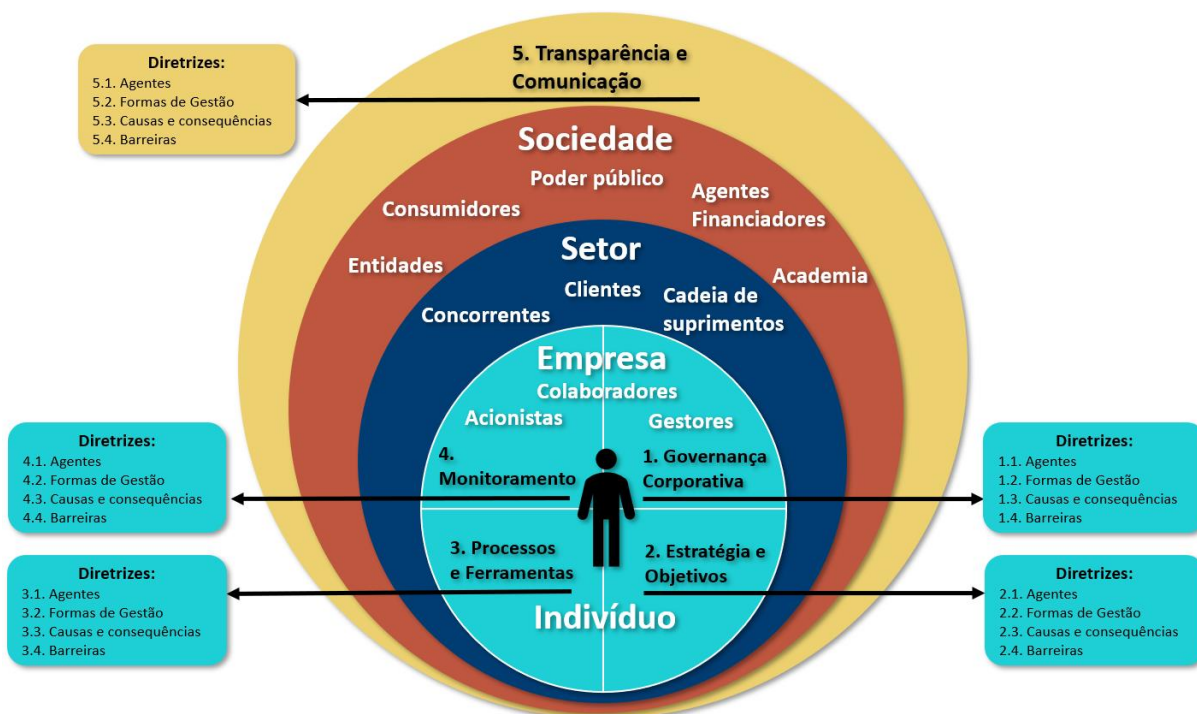 5. Transparência e
Comunicação
Diretrizes:
5.1. Agentes
5.2. Formas de Gestão
5.3. Causas e consequências
5.4. Barreiras
Sociedade
Poder público
Consumidores
Agentes
Financiadores
Entidades
Academia
Setor
Clientes
Concorrentes
Cadeia de
suprimentos
Empresa
Colaboradores
Acionistas
Gestores
4.
Monitoramento
1. Governança
Corporativa
3. Processos
e Ferramentas
2. Estratégia e
Objetivos
Indivíduo
Diretrizes:
4.1. Agentes
4.2. Formas de Gestão
4.3. Causas e consequências
4.4. Barreiras
Diretrizes:
1.1. Agentes
1.2. Formas de Gestão
1.3. Causas e consequências
1.4. Barreiras
Diretrizes:
3.1. Agentes
3.2. Formas de Gestão
3.3. Causas e consequências
3.4. Barreiras
Diretrizes:
2.1. Agentes
2.2. Formas de Gestão
2.3. Causas e consequências
2.4. Barreiras